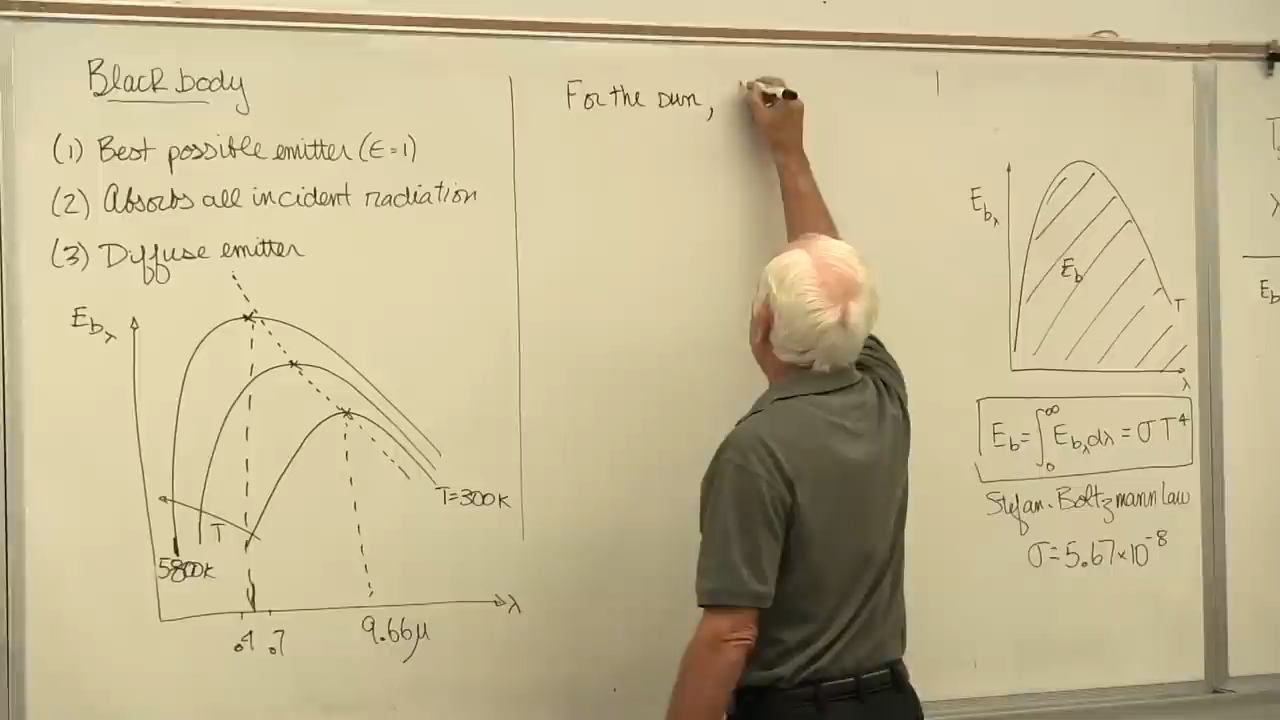 Black body
(1) Best possible emitter (ϵ=1)
(2) Absorbs all incident radiation
(3) Diffuse emitter
E_bλ
T=300K
T
5800K
λ
.4 .7
9.66μ
For the sun,
E_bλ
E_b
T
λ
E_b = ∫₀^∞ E_bλ dλ = σT⁴
Stefan-Boltzmann Law
σ = 5.67×10⁻⁸
λ
E_b